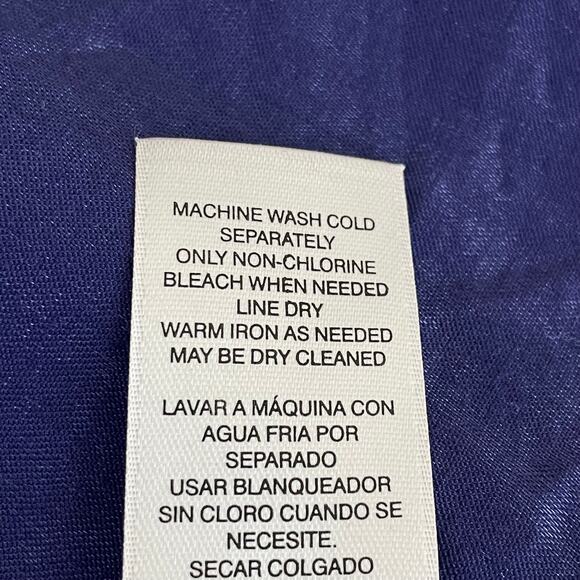 MACHINE WASH COLD
SEPARATELY
ONLY NON-CHLORINE
BLEACH WHEN NEEDED
LINE DRY
WARM IRON AS NEEDED
MAY BE DRY CLEANED
LAVAR A MÁQUINA CON
AGUA FRIA POR
SEPARADO
USAR BLANQUEADOR
SIN CLORO CUANDO SE
NECESITE.
SECAR COLGADO